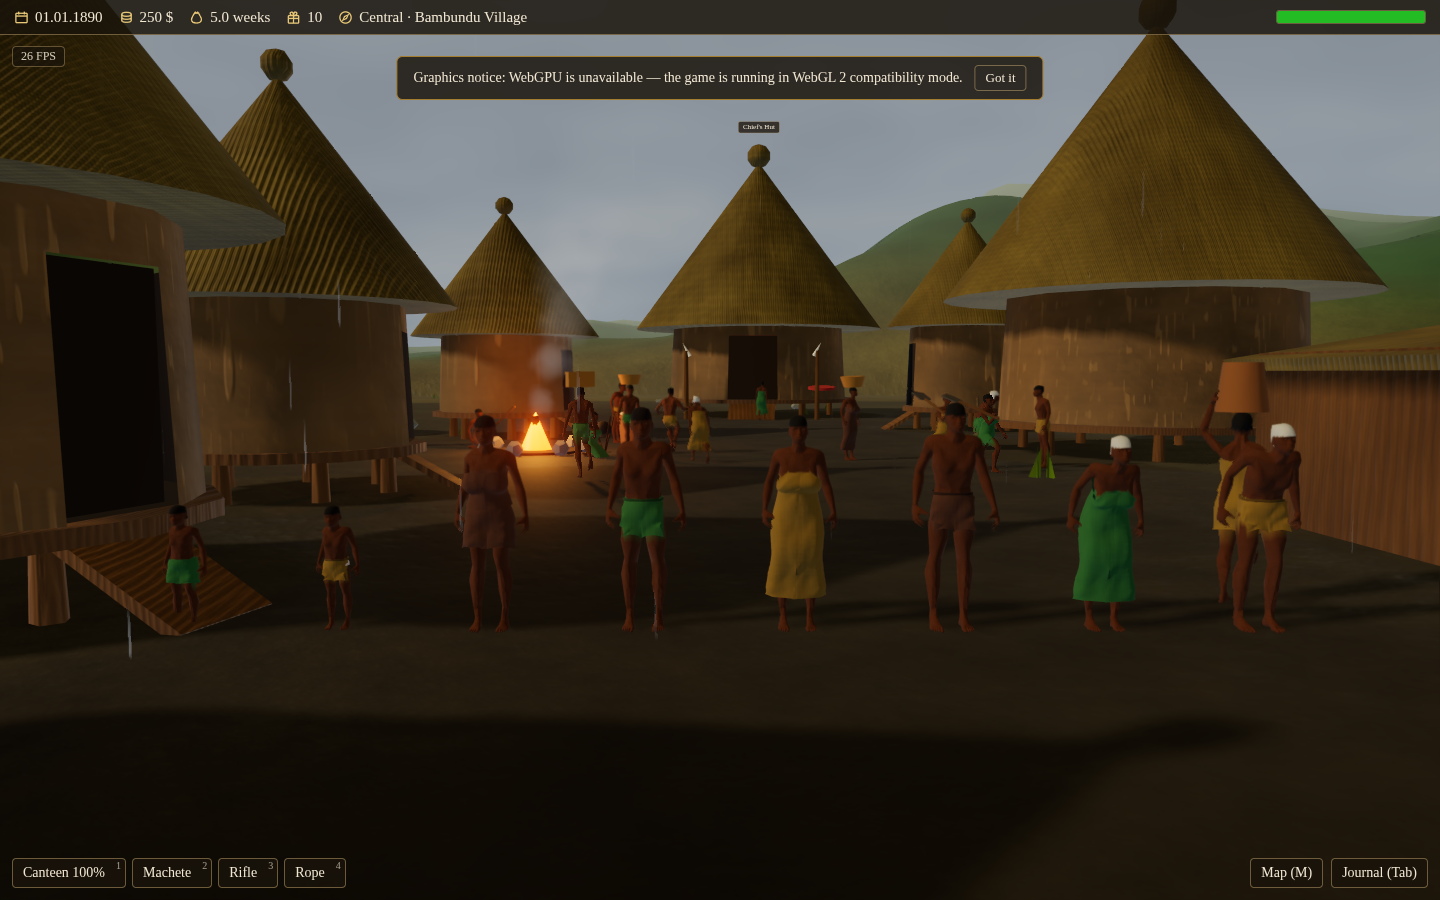 01.01.1890 250 $ 5.0 weeks 10 Central · Bambundu Village
26 FPS
Graphics notice: WebGPU is unavailable — the game is running in WebGL 2 compatibility mode. Got it
Chief's Hut
Canteen 100% 1 Machete 2 Rifle 3 Rope 4 Map (M) Journal (Tab)